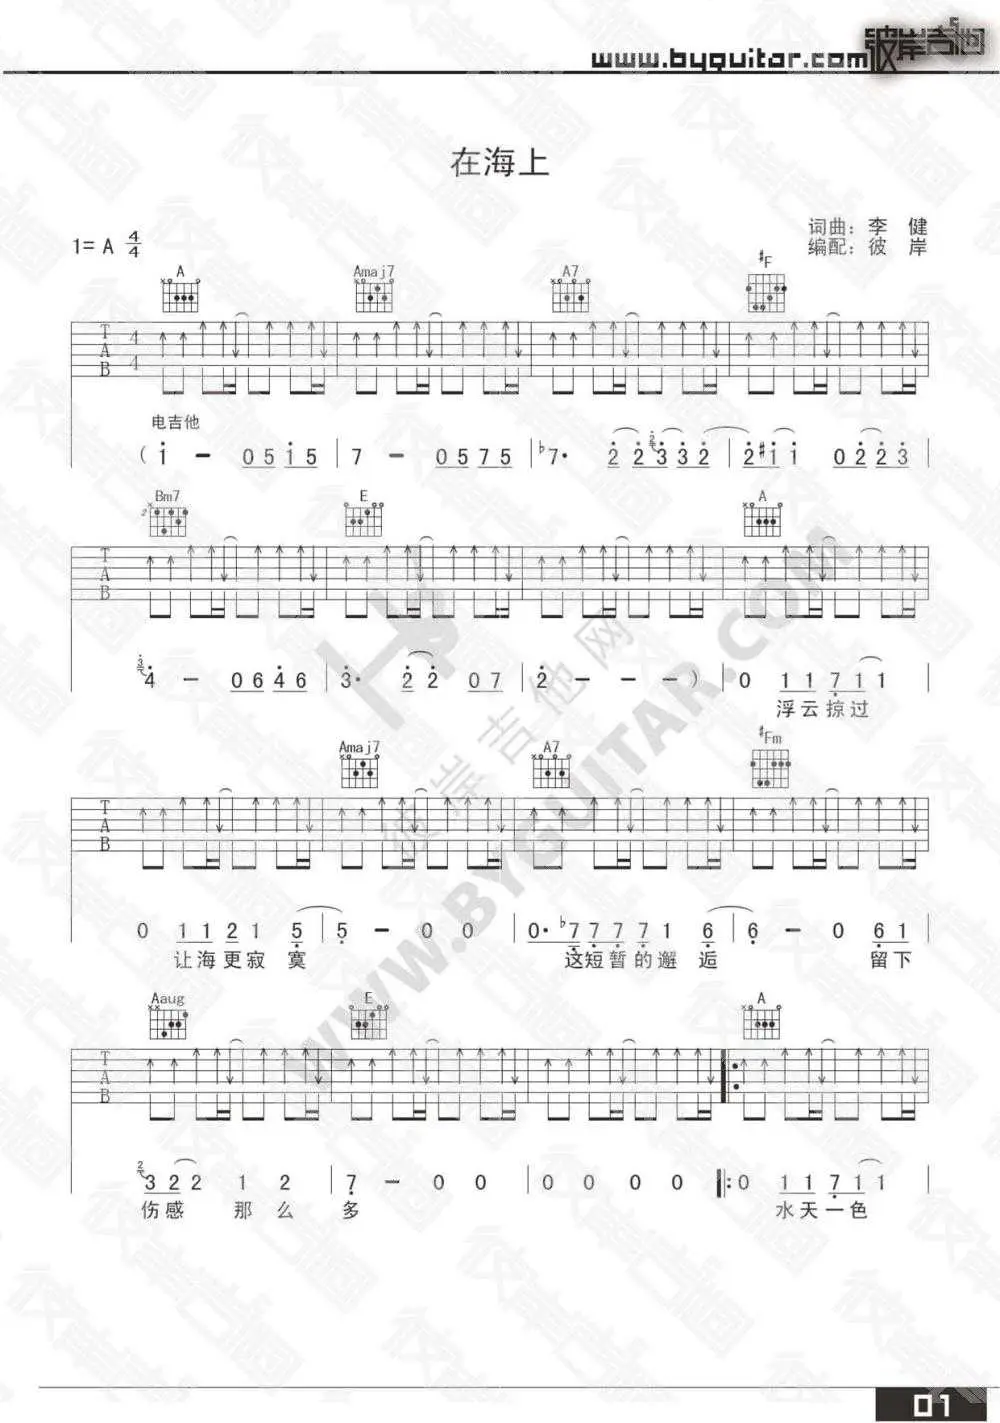 www.byguitar.com 彼岸吉他
在海上
词曲：李 健
1= A 4/4 编配：彼 岸
A Amaj7 A7 #F
T A B 4 4
电吉他
( 1 - 0 5 1 5 7 - 0 5 7 5 b7· 2 2 3 3 2 2 #1 1 0 2 2 3
Bm7 E A
2
T A B
4 - 0 6 4 6 3· 2 2 0 7 2 - - - ) 0 1 1 7 1 1
浮云掠过
Amaj7 A7 #Fm
T A B
0 1 1 2 1 5 5 - 0 0 0· b7 7 7 7 1 6 6 - 0 6 1
让海更寂 寞 这短暂的邂 逅 留下
Aaug E A
T A B
3 2 2 1 2 7 - 0 0 0 0 0 0 0 1 1 7 1 1
伤感 那 么 多 水天一色
彼岸吉他网
WWW.BYGUITAR.COM
01